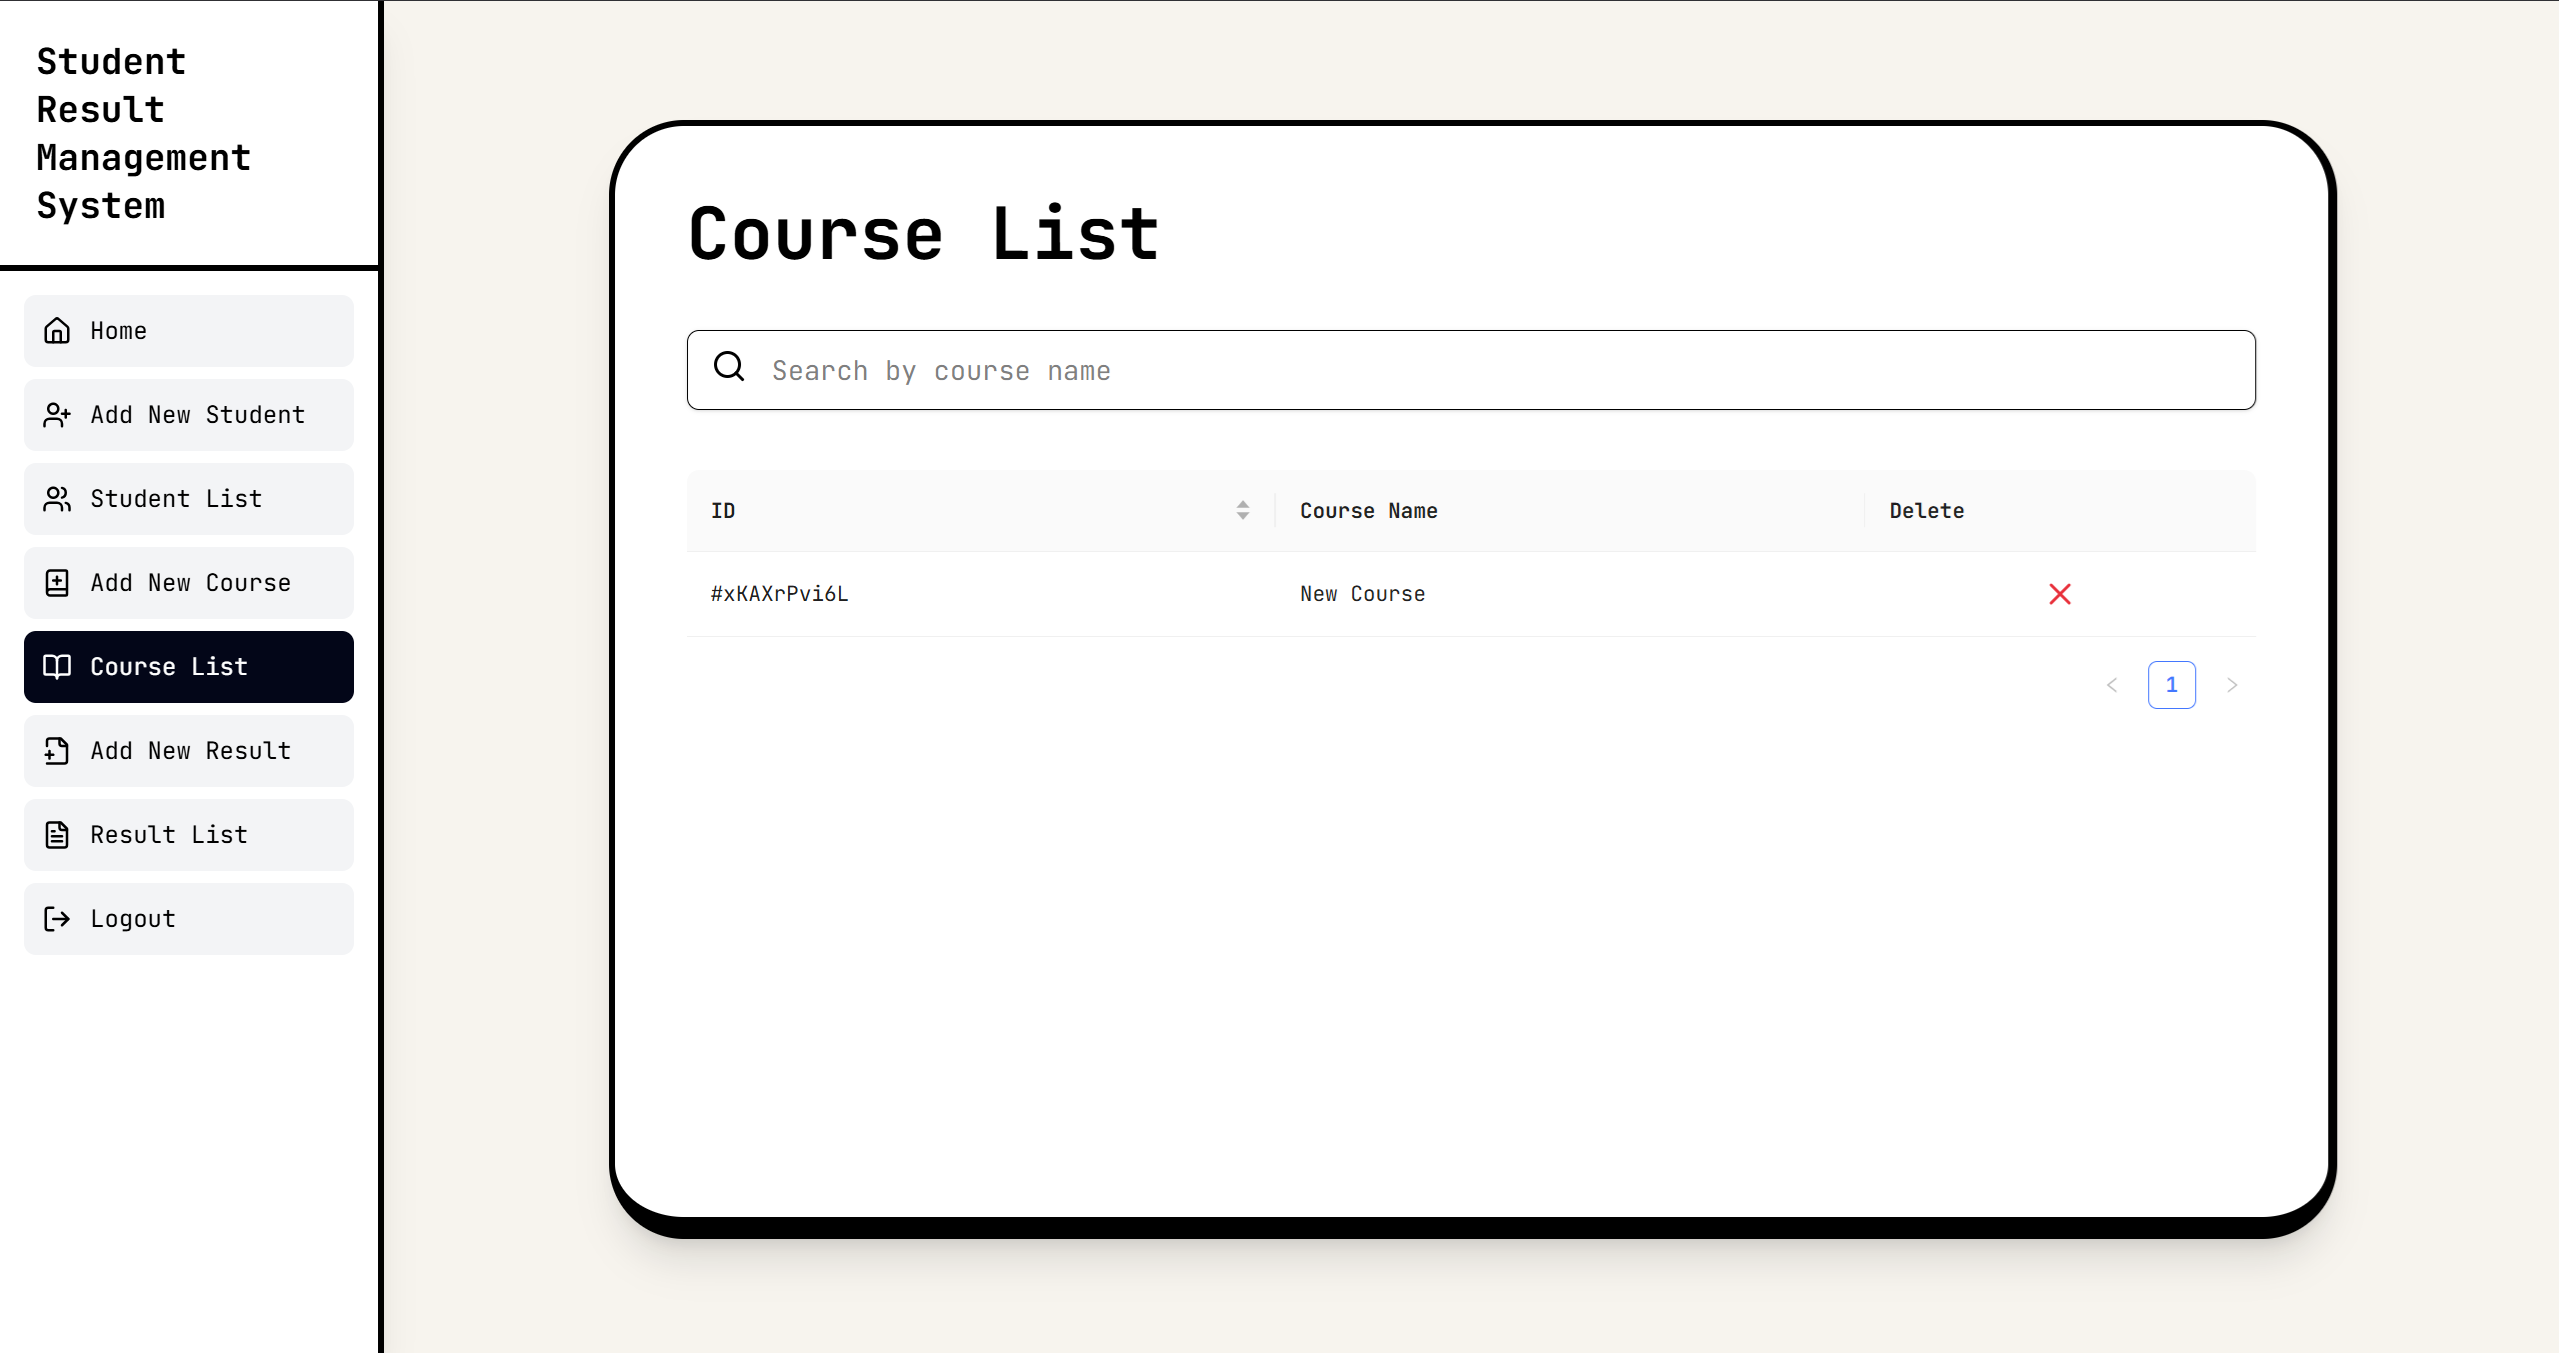 Student
Result
Management
System
Home
Add New Student
Student List
Add New Course
Course List
Add New Result
Result List
Logout
Course List
Search by course name
ID Course Name Delete
#xKAXrPvi6L New Course
1